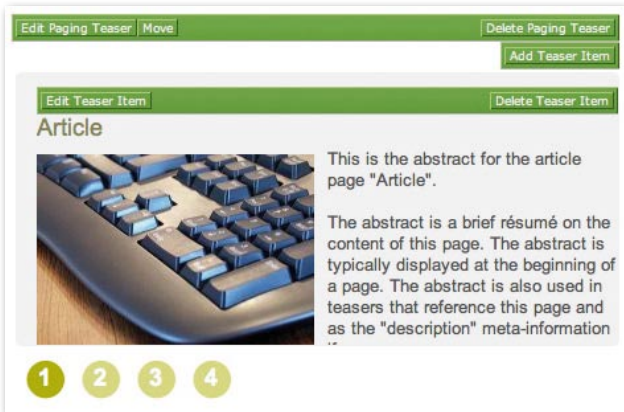 Edit Paging Teaser Move Delete Paging Teaser
Add Teaser Item
Edit Teaser Item Delete Teaser Item
Article
This is the abstract for the article
page "Article".
The abstract is a brief résumé on the
content of this page. The abstract is
typically displayed at the beginning of
a page. The abstract is also used in
teasers that reference this page and
as the "description" meta-information
1 2 3 4